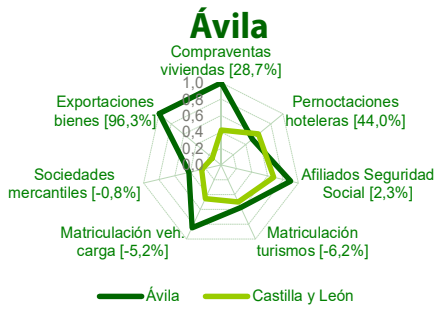 Ávila
Compraventas
viviendas [28,7%]
1,0
0,8
0,6
0,4
0,2
0,0
Pernoctaciones
hoteleras [44,0%]
Afiliados Seguridad
Social [2,3%]
Matriculación
turismos [-6,2%]
Matriculación veh.
carga [-5,2%]
Sociedades
mercantiles [-0,8%]
Exportaciones
bienes [96,3%]
Ávila
Castilla y León